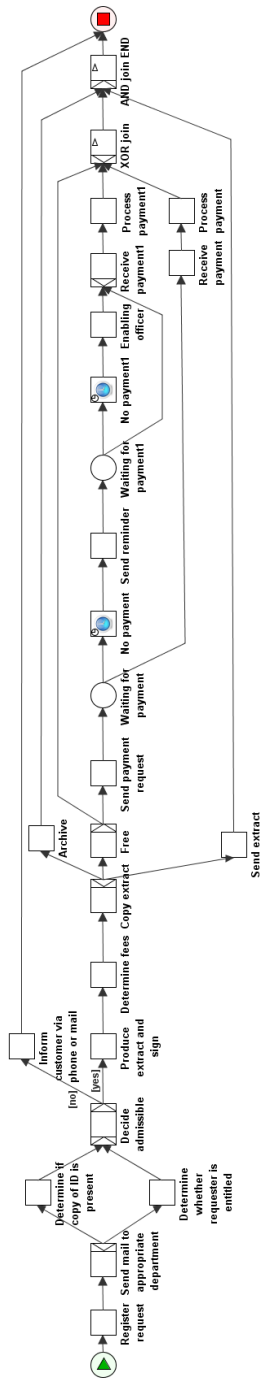 Register
request
Send mail to
appropriate
department
Determine if
copy of ID is
present
Determine
whether
requester is
entitled
Decide
admissible
[no]
[yes]
Inform
customer via
phone or mail
Produce
extract and
sign
Determine fees
Copy extract
Archive
Free
Send extract
Send payment
request
Waiting for
payment
No payment
Send reminder
Waiting for
payment1
No payment1
Enabling
officer
Receive
payment1
Process
payment1
Receive
payment
Process
payment
XOR join
AND join END